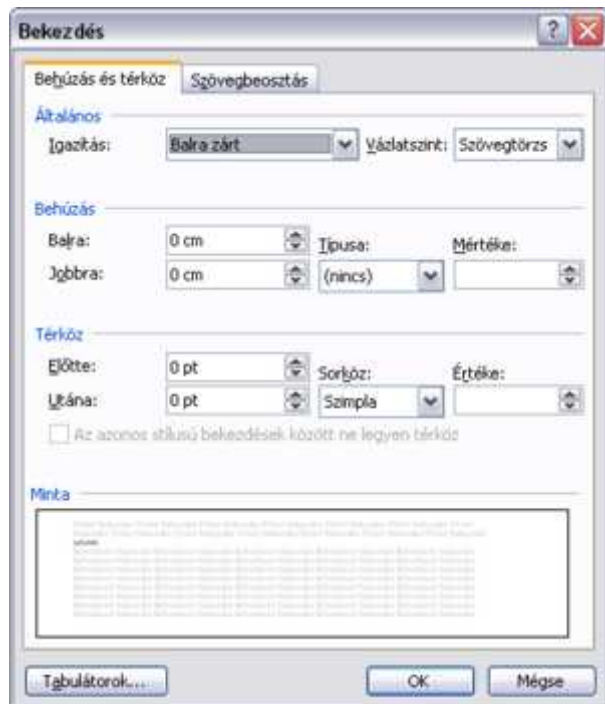 Bekezdés
Behúzás és térköz Szövegbeosztás
Általános
Igazítás: Balra zárt Vázlatszint: Szövegtörzs
Behúzás
Balra: 0 cm Típusa: Mértéke:
Jobbra: 0 cm (nincs)
Térköz
Előtte: 0 pt Sorköz: Értéke:
Utána: 0 pt Szimpla
Az azonos stílusú bekezdések között ne legyen térköz
Minta
Tabulátorok... OK Mégse